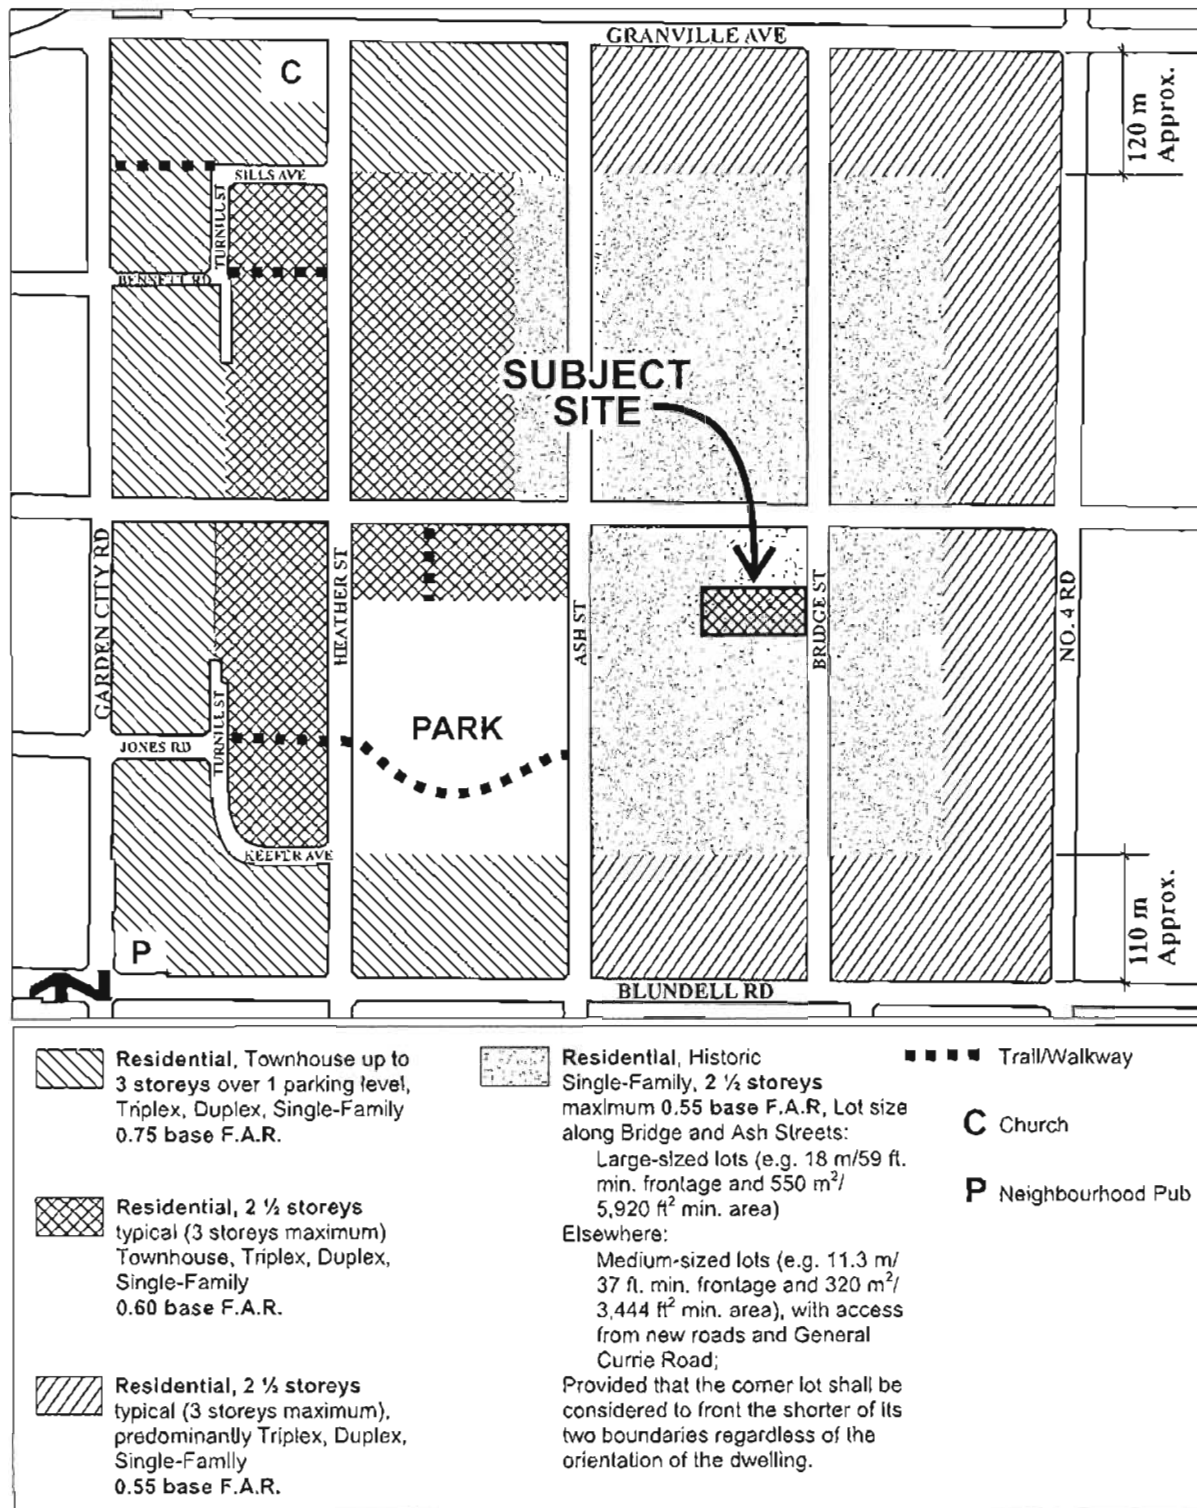 GRANVILLE AVE
C
120 m
Approx.
SILLS AVE
TURNILL ST
BENNETT RD
SUBJECT
SITE
GARDEN CITY RD
HEATHER ST
ASH ST
BRIDGE ST
NO. 4 RD
TURNILL ST
JONES RD
PARK
KEEFER AVE
P
110 m
Approx.
BLUNDELL RD
Residential, Townhouse up to
3 storeys over 1 parking level,
Triplex, Duplex, Single-Family
0.75 base F.A.R.
Residential, 2 ½ storeys
typical (3 storeys maximum)
Townhouse, Triplex, Duplex,
Single-Family
0.60 base F.A.R.
Residential, 2 ½ storeys
typical (3 storeys maximum),
predominantly Triplex, Duplex,
Single-Family
0.55 base F.A.R.
Residential, Historic
Single-Family, 2 ½ storeys
maximum 0.55 base F.A.R, Lot size
along Bridge and Ash Streets:
Large-sized lots (e.g. 18 m/59 ft.
min. frontage and 550 m²/
5,920 ft² min. area)
Elsewhere:
Medium-sized lots (e.g. 11.3 m/
37 ft. min. frontage and 320 m²/
3,444 ft² min. area), with access
from new roads and General
Currie Road;
Provided that the corner lot shall be
considered to front the shorter of its
two boundaries regardless of the
orientation of the dwelling.
Trail/Walkway
C Church
P Neighbourhood Pub